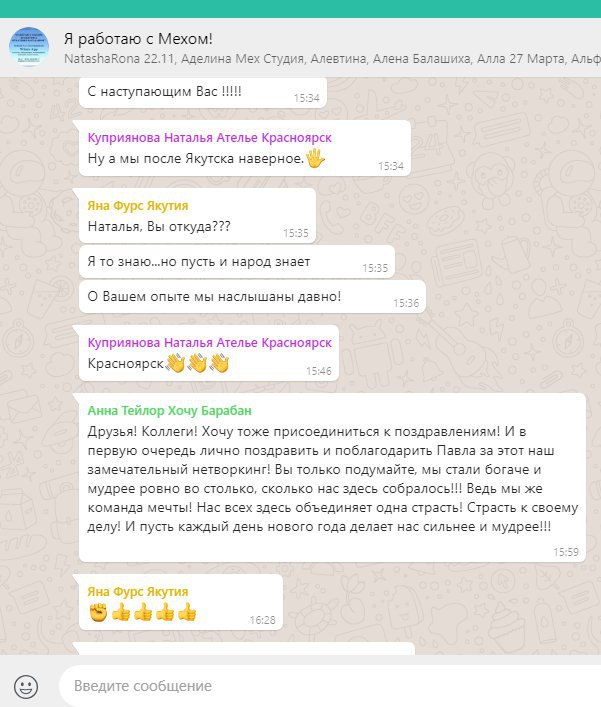 Я работаю с Мехом!
NatashaRona 22.11, Аделина Мех Студия, Алевтина, Алена Балашиха, Алла 27 Марта, Альф
С наступающим Вас !!!!!
15:34
Куприянова Наталья Ателье Красноярск
Ну а мы после Якутска наверное.🖐
15:34
Яна Фурс Якутия
Наталья, Вы откуда???
15:35
Я то знаю...но пусть и народ знает
15:35
О Вашем опыте мы наслышаны давно!
15:36
Куприянова Наталья Ателье Красноярск
Красноярск👋👋👋
15:46
Анна Тейлор Хочу Барабан
Друзья! Коллеги! Хочу тоже присоединиться к поздравлениям! И в
первую очередь лично поздравить и поблагодарить Павла за этот наш
замечательный нетворкинг! Вы только подумайте, мы стали богаче и
мудрее ровно во столько, сколько нас здесь собралось!!! Ведь мы же
команда мечты! Нас всех здесь объединяет одна страсть! Страсть к своему
делу! И пусть каждый день нового года делает нас сильнее и мудрее!!!
15:59
Яна Фурс Якутия
✊👍👍👍👍
16:28
Введите сообщение